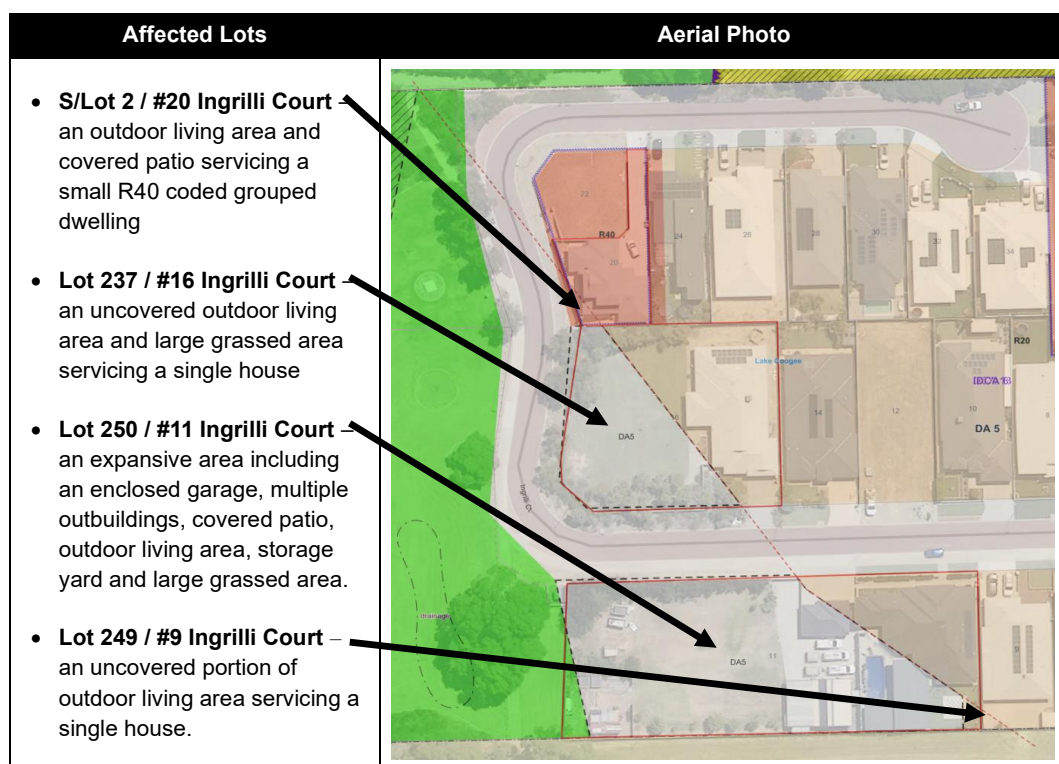 Affected Lots
Aerial Photo
• S/Lot 2 / #20 Ingrilli Court –
an outdoor living area and
covered patio servicing a
small R40 coded grouped
dwelling
• Lot 237 / #16 Ingrilli Court –
an uncovered outdoor living
area and large grassed area
servicing a single house
• Lot 250 / #11 Ingrilli Court –
an expansive area including
an enclosed garage, multiple
outbuildings, covered patio,
outdoor living area, storage
yard and large grassed area.
• Lot 249 / #9 Ingrilli Court –
an uncovered portion of
outdoor living area servicing a
single house.
22
R40
20
24
26
28
30
32
34
R20
Lake Coogee
DA 5
16
14
12
10
8
DA5
Ingrilli Ct
drainage
DA5
11
9